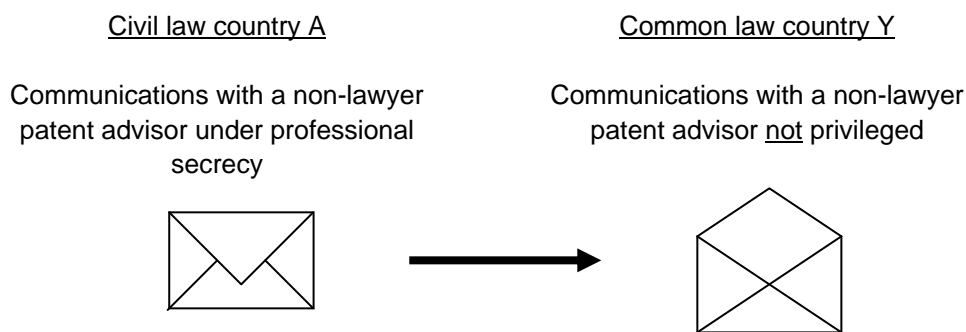 Civil law country A
Communications with a non-lawyer
patent advisor under professional
secrecy
Common law country Y
Communications with a non-lawyer
patent advisor not privileged